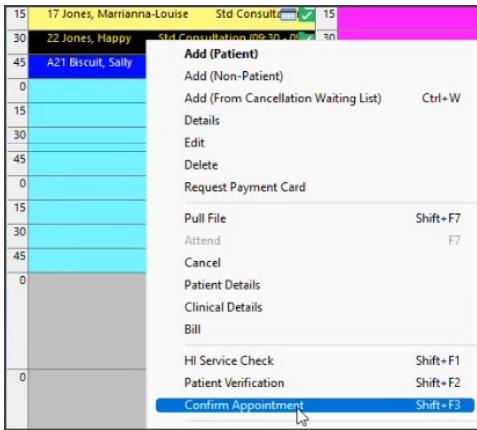 15 17 Jones, Marrianna-Louise Std Consulta 15
30 22 Jones, Happy Std Consultation (09:30 - 09 30
45 A21 Biscuit, Sally
0
15
30
45
0
15
30
45
0
0
Add (Patient)
Add (Non-Patient)
Add (From Cancellation Waiting List) Ctrl+W
Details
Edit
Delete
Request Payment Card
Pull File Shift+F7
Attend F7
Cancel
Patient Details
Clinical Details
Bill
HI Service Check Shift+F1
Patient Verification Shift+F2
Confirm Appointment Shift+F3